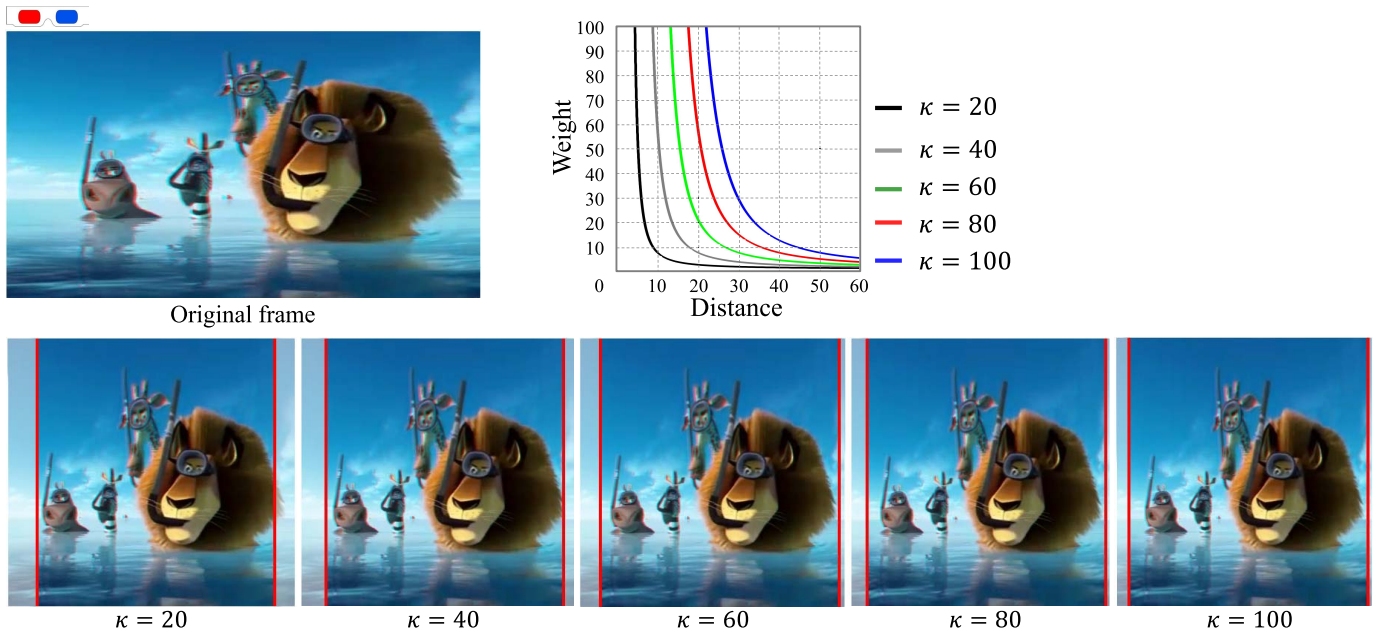 Original frame
Weight
100
90
80
70
60
50
40
30
20
10
0
10 20 30 40 50 60
Distance
κ = 20
κ = 40
κ = 60
κ = 80
κ = 100
κ = 20
κ = 40
κ = 60
κ = 80
κ = 100